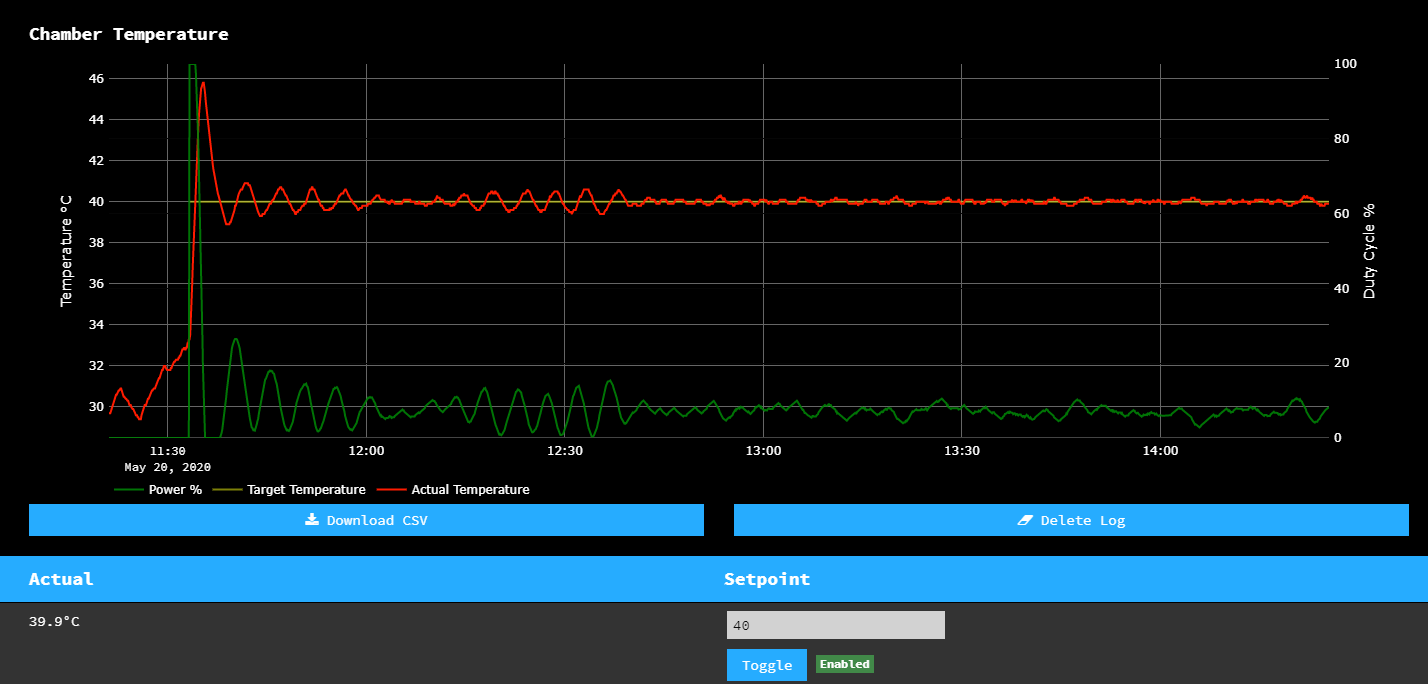 Chamber Temperature
46
44
42
40
38
36
34
32
30
Temperature °C
100
80
60
40
20
0
Duty Cycle %
11:30 12:00 12:30 13:00 13:30 14:00
May 20, 2020
Power % Target Temperature Actual Temperature
Download CSV Delete Log
Actual Setpoint
39.9°C 40
Toggle Enabled